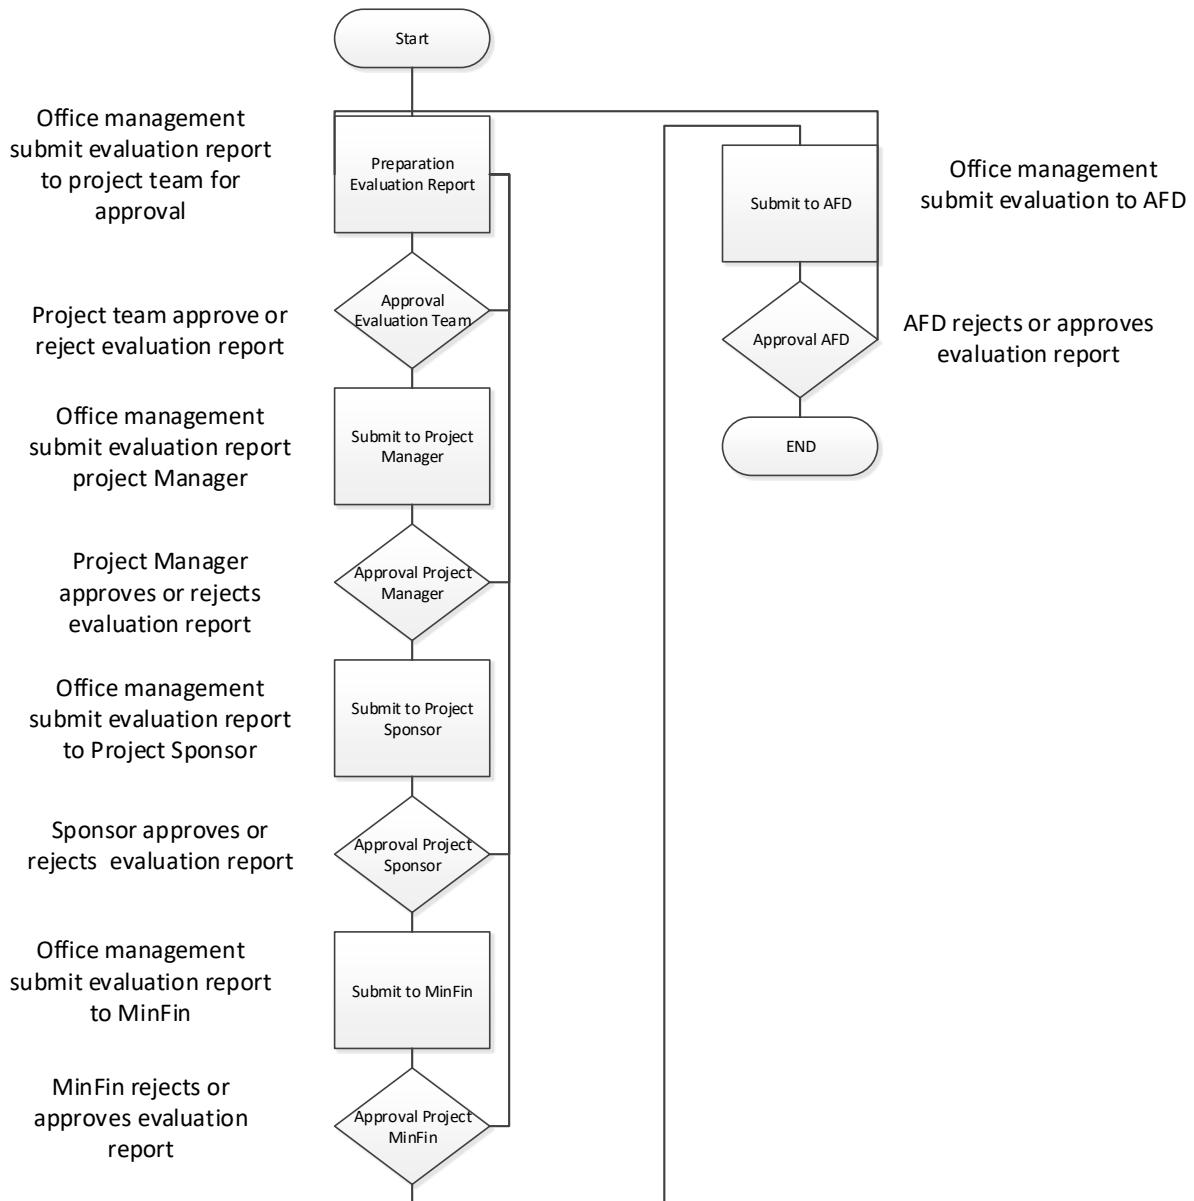 Start
Office management
submit evaluation report
to project team for
approval
Preparation
Evaluation Report
Project team approve or
reject evaluation report
Approval
Evaluation Team
Office management
submit evaluation report
project Manager
Submit to Project
Manager
Project Manager
approves or rejects
evaluation report
Approval Project
Manager
Office management
submit evaluation report
to Project Sponsor
Submit to Project
Sponsor
Sponsor approves or
rejects  evaluation report
Approval Project
Sponsor
Office management
submit evaluation report
to MinFin
Submit to MinFin
MinFin rejects or
approves evaluation
report
Approval Project
MinFin
Submit to AFD
Office management
submit evaluation to AFD
Approval AFD
AFD rejects or approves
evaluation report
END